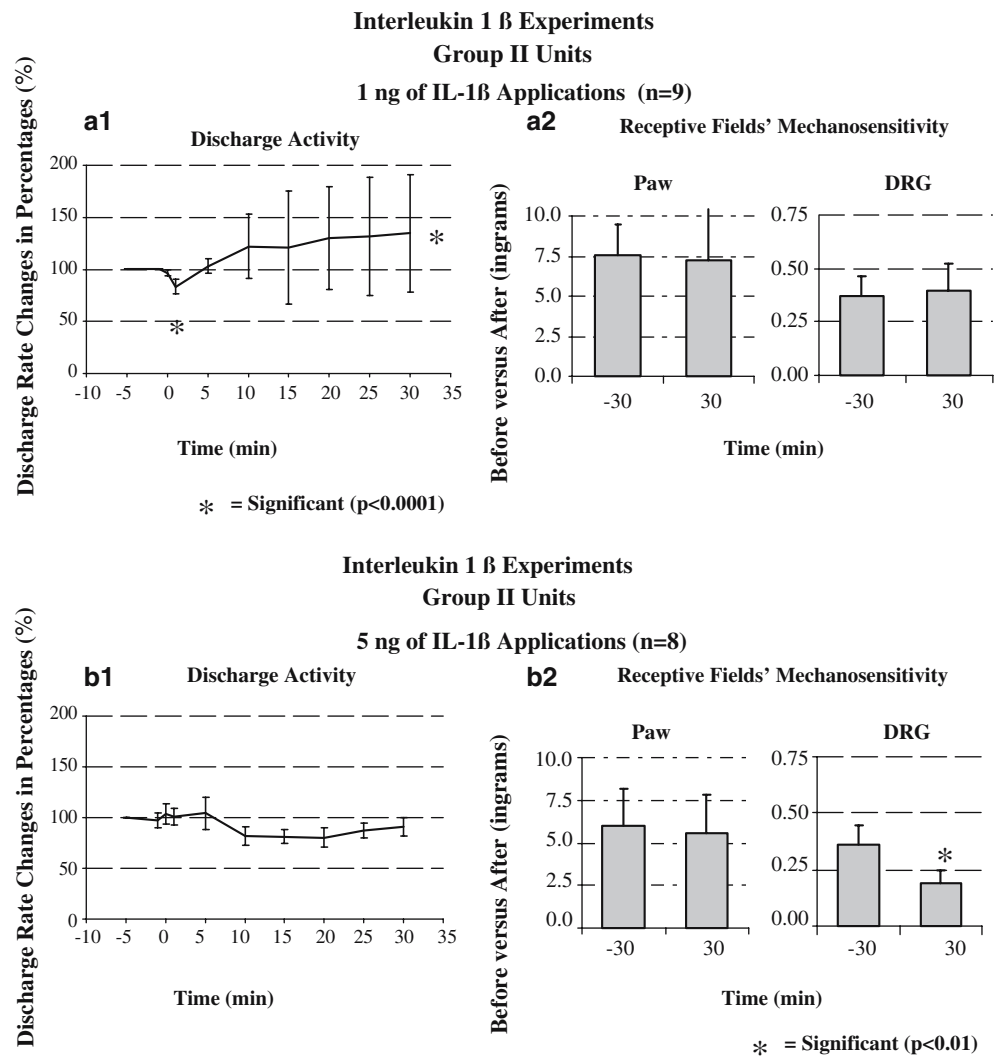 Interleukin 1 ß Experiments
Group II Units
1 ng of IL-1ß Applications (n=9)
a1
Discharge Activity
Discharge Rate Changes in Percentages (%)
200
150
100
50
0
-10 -5 0 5 10 15 20 25 30 35
Time (min)
*
*
* = Significant (p<0.0001)
a2
Receptive Fields' Mechanosensitivity
Before versus After (ingrams)
Paw
10.0
7.5
5.0
2.5
0.0
-30 30
DRG
0.75
0.50
0.25
0.00
-30 30
Time (min)
Interleukin 1 ß Experiments
Group II Units
5 ng of IL-1ß Applications (n=8)
b1
Discharge Activity
Discharge Rate Changes in Percentages (%)
200
150
100
50
0
-10 -5 0 5 10 15 20 25 30 35
Time (min)
b2
Receptive Fields' Mechanosensitivity
Before versus After (ingrams)
Paw
10.0
7.5
5.0
2.5
0.0
-30 30
DRG
0.75
0.50
0.25
0.00
*
-30 30
Time (min)
* = Significant (p<0.01)